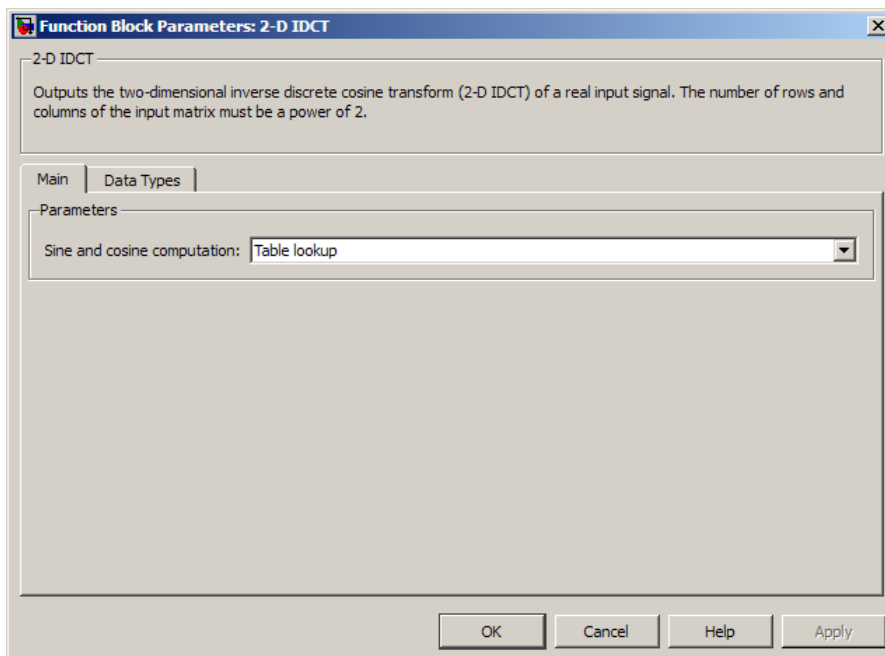 Function Block Parameters: 2-D IDCT
2-D IDCT
Outputs the two-dimensional inverse discrete cosine transform (2-D IDCT) of a real input signal. The number of rows and
columns of the input matrix must be a power of 2.
Main Data Types
Parameters
Sine and cosine computation: Table lookup
OK Cancel Help Apply